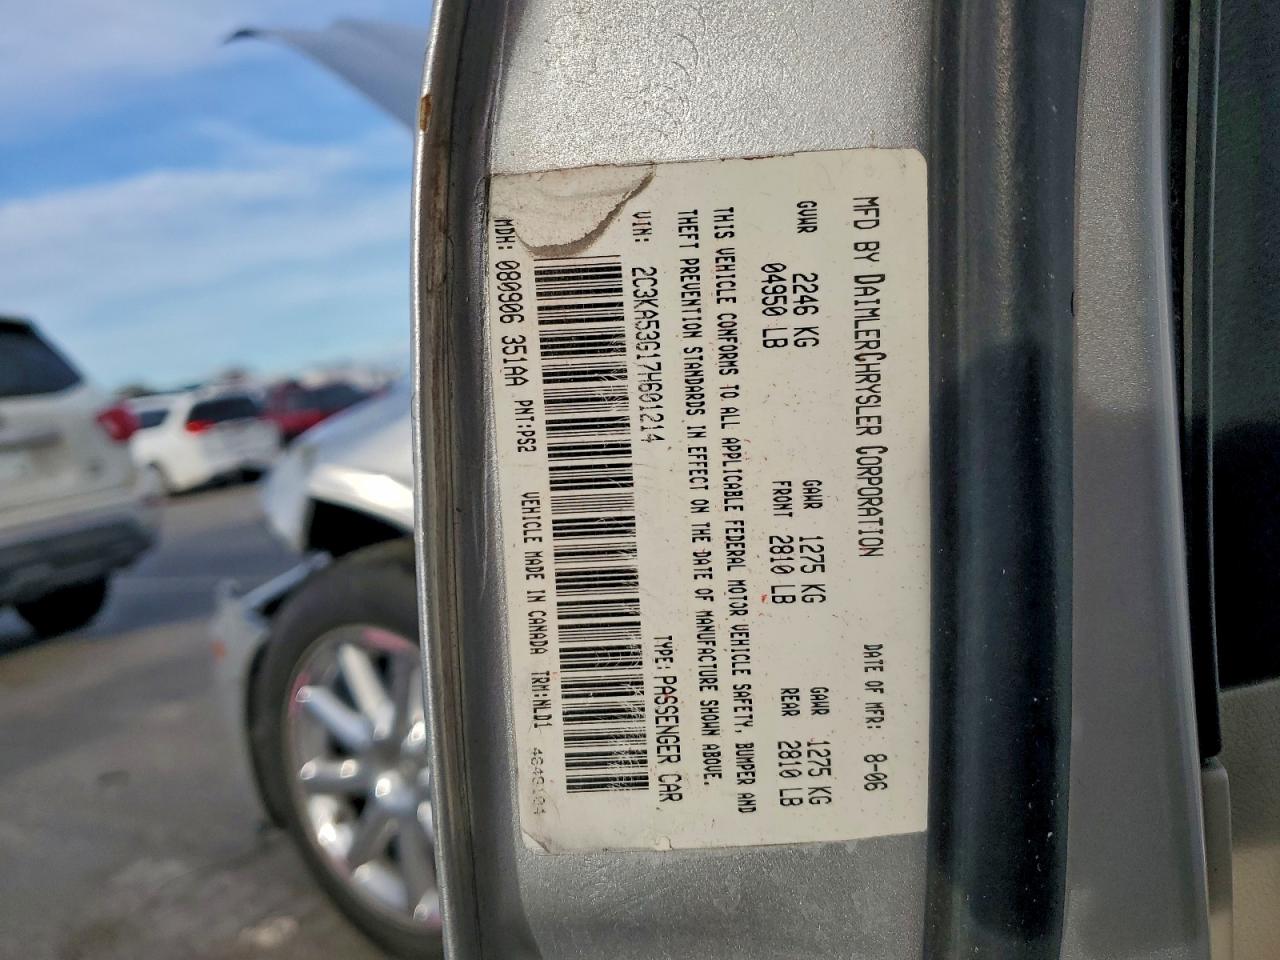 MFD BY DAIMLERCHRYSLER CORPORATION DATE OF MFR: 8-06
GVWR 2246 KG GAWR 1275 KG GAWR 1275 KG
04950 LB FRONT 2810 LB REAR 2810 LB
THIS VEHICLE CONFORMS TO ALL APPLICABLE FEDERAL MOTOR VEHICLE SAFETY, BUMPER AND
THEFT PREVENTION STANDARDS IN EFFECT ON THE DATE OF MANUFACTURE SHOWN ABOVE.
VIN: 2C3KA53G17H601214 TYPE: PASSENGER CAR
MDH: 080906 351AA PNT:PS2 VEHICLE MADE IN CANADA TRM:NLD1